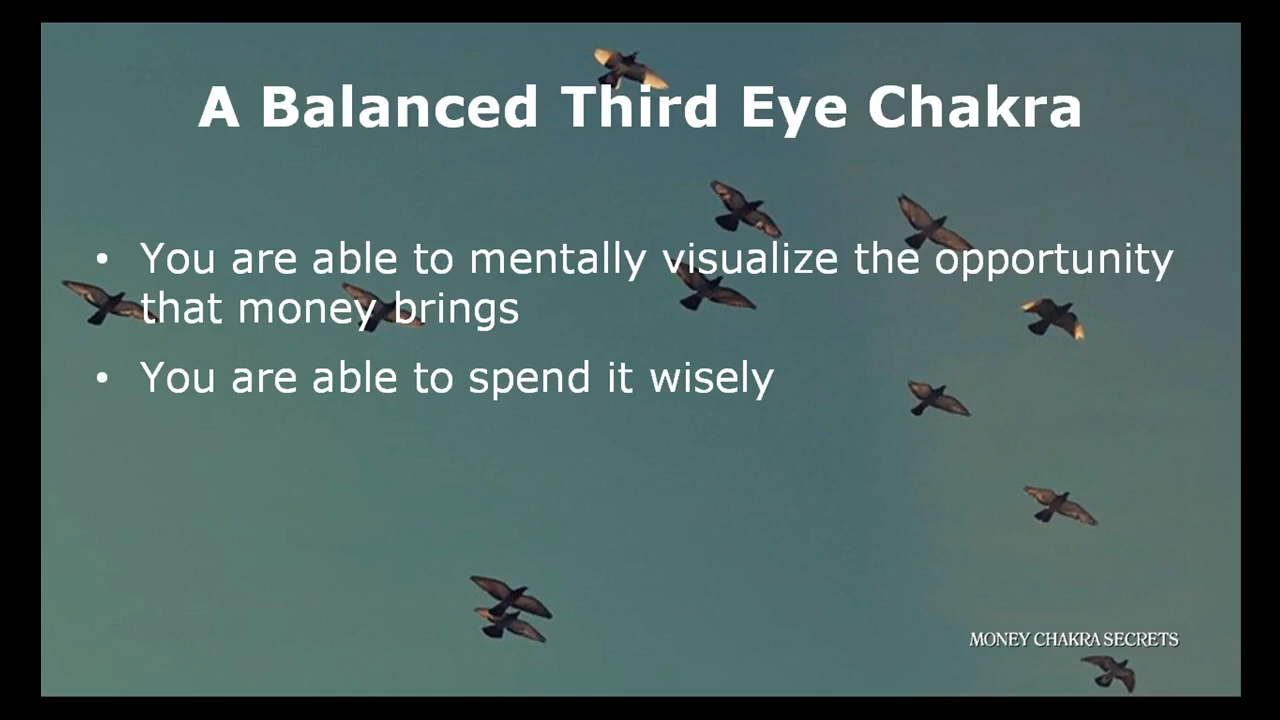 A Balanced Third Eye Chakra
• You are able to mentally visualize the opportunity
that money brings
• You are able to spend it wisely
MONEY CHAKRA SECRETS